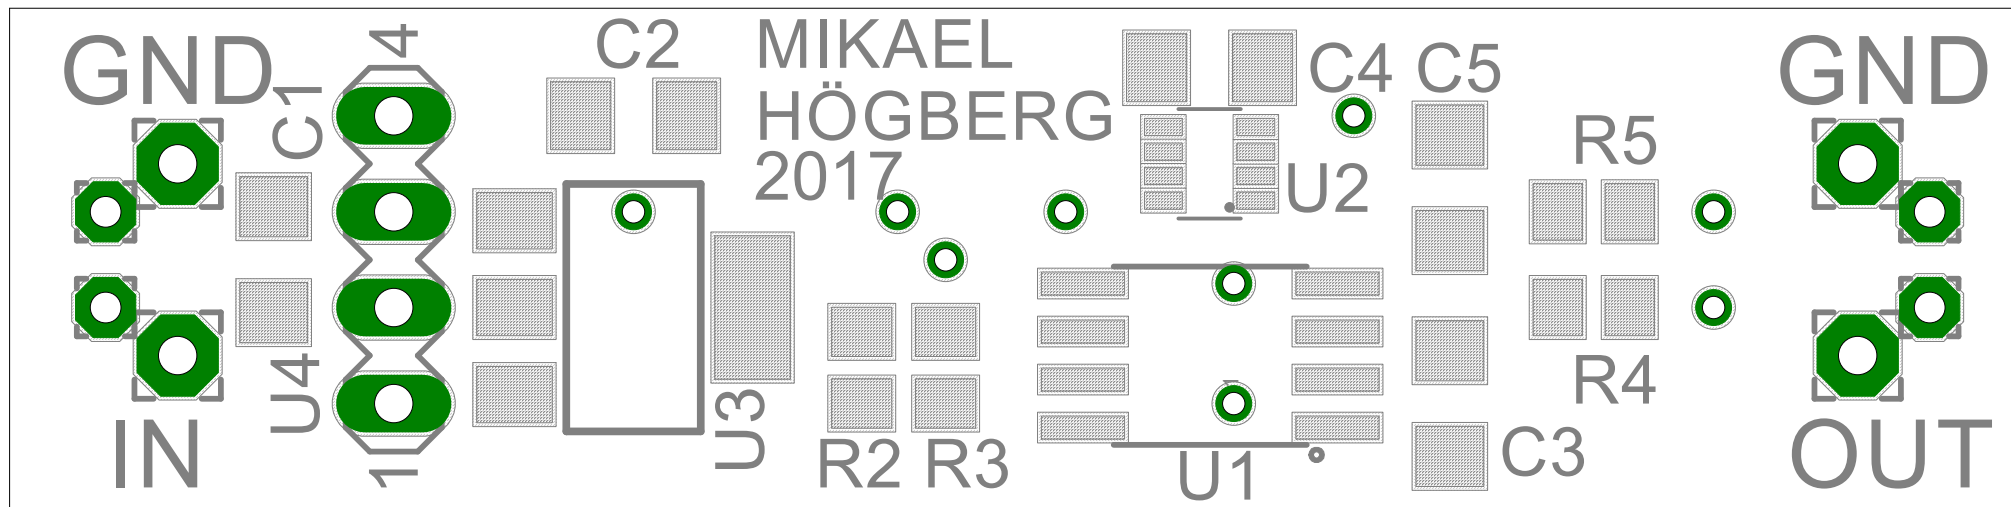 GND
C1
4
C2
MIKAEL
HÖGBERG
2017
C4
C5
GND
R5
U2
U4
1
IN
U3
R2
R3
U1
C3
R4
OUT